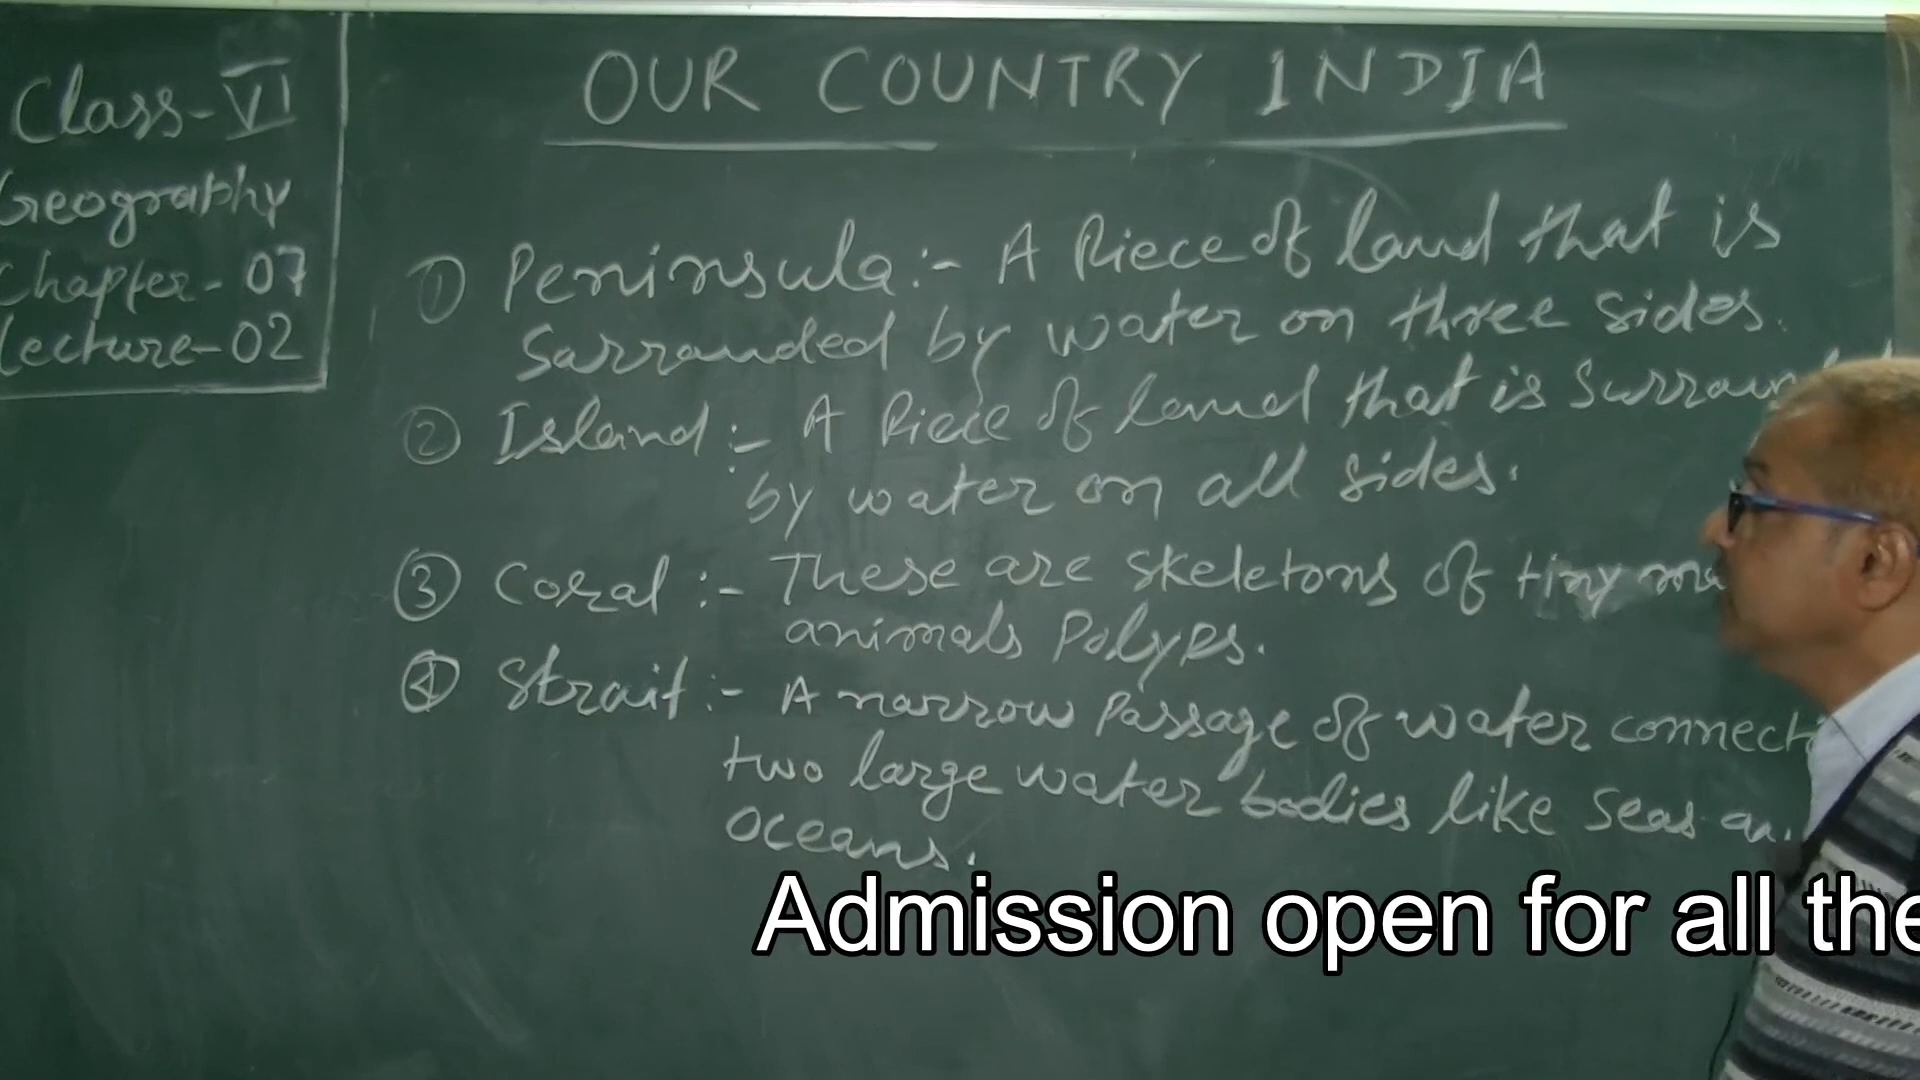 Class-VI
Geography
Chapter-07
Lecture-02
OUR COUNTRY INDIA
① Peninsula:- A Piece of land that is
Surrounded by water on three sides.
② Island:- A Piece of land that is
by water on all sides.
③ Coral:- These are skeletons of tiny
animals Polyps.
④ Strait:- A narrow Passage of water
two large water bodies like Seas
Oceans.
Admission open for all